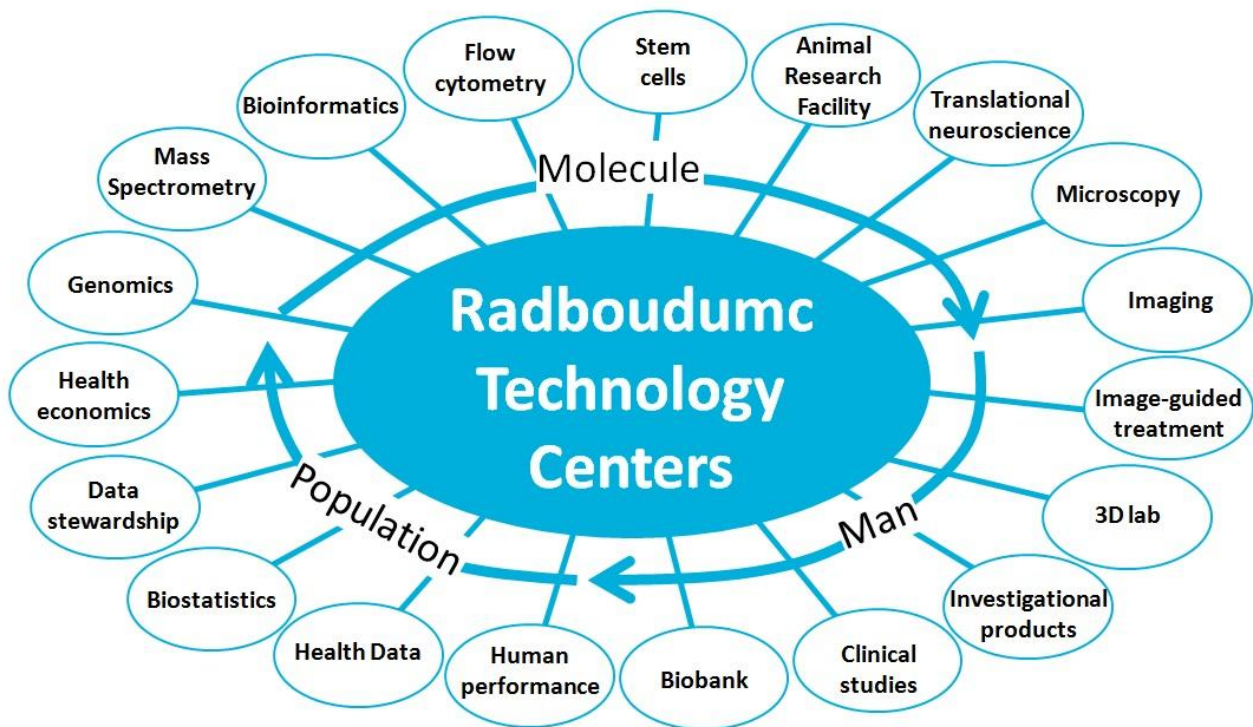 Flow
cytometry
Stem
cells
Animal
Research
Facility
Translational
neuroscience
Bioinformatics
Mass
Spectrometry
Molecule
Microscopy
Genomics
Imaging
Radboudumc
Technology
Centers
Health
economics
Image-guided
treatment
Data
stewardship
Population
Man
3D lab
Biostatistics
Investigational
products
Health Data
Human
performance
Biobank
Clinical
studies